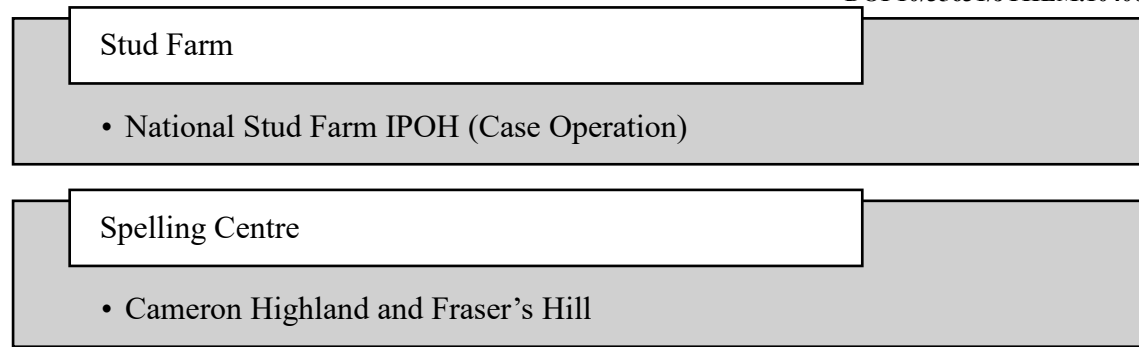 Stud Farm
• National Stud Farm IPOH (Case Operation)
Spelling Centre
• Cameron Highland and Fraser’s Hill